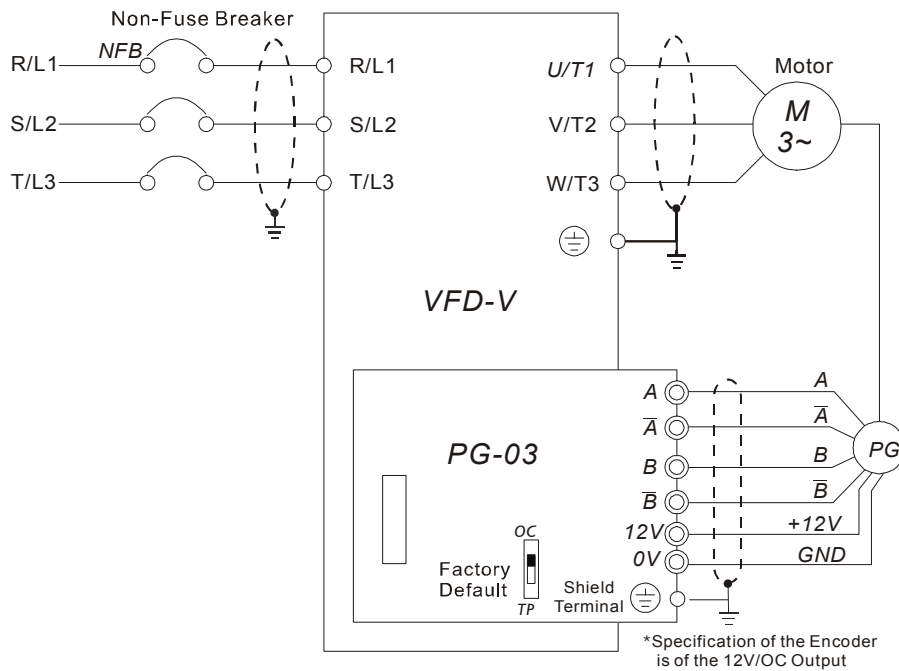 Non-Fuse Breaker
NFB
R/L1
R/L1
U/T1
Motor
S/L2
S/L2
V/T2
M
3~
T/L3
T/L3
W/T3
VFD-V
A
A
A̅
A̅
PG-03
B
B
PG
B̅
B̅
OC
12V
+12V
0V
GND
Factory
Default
TP
Shield
Terminal
*Specification of the Encoder
is of the 12V/OC Output